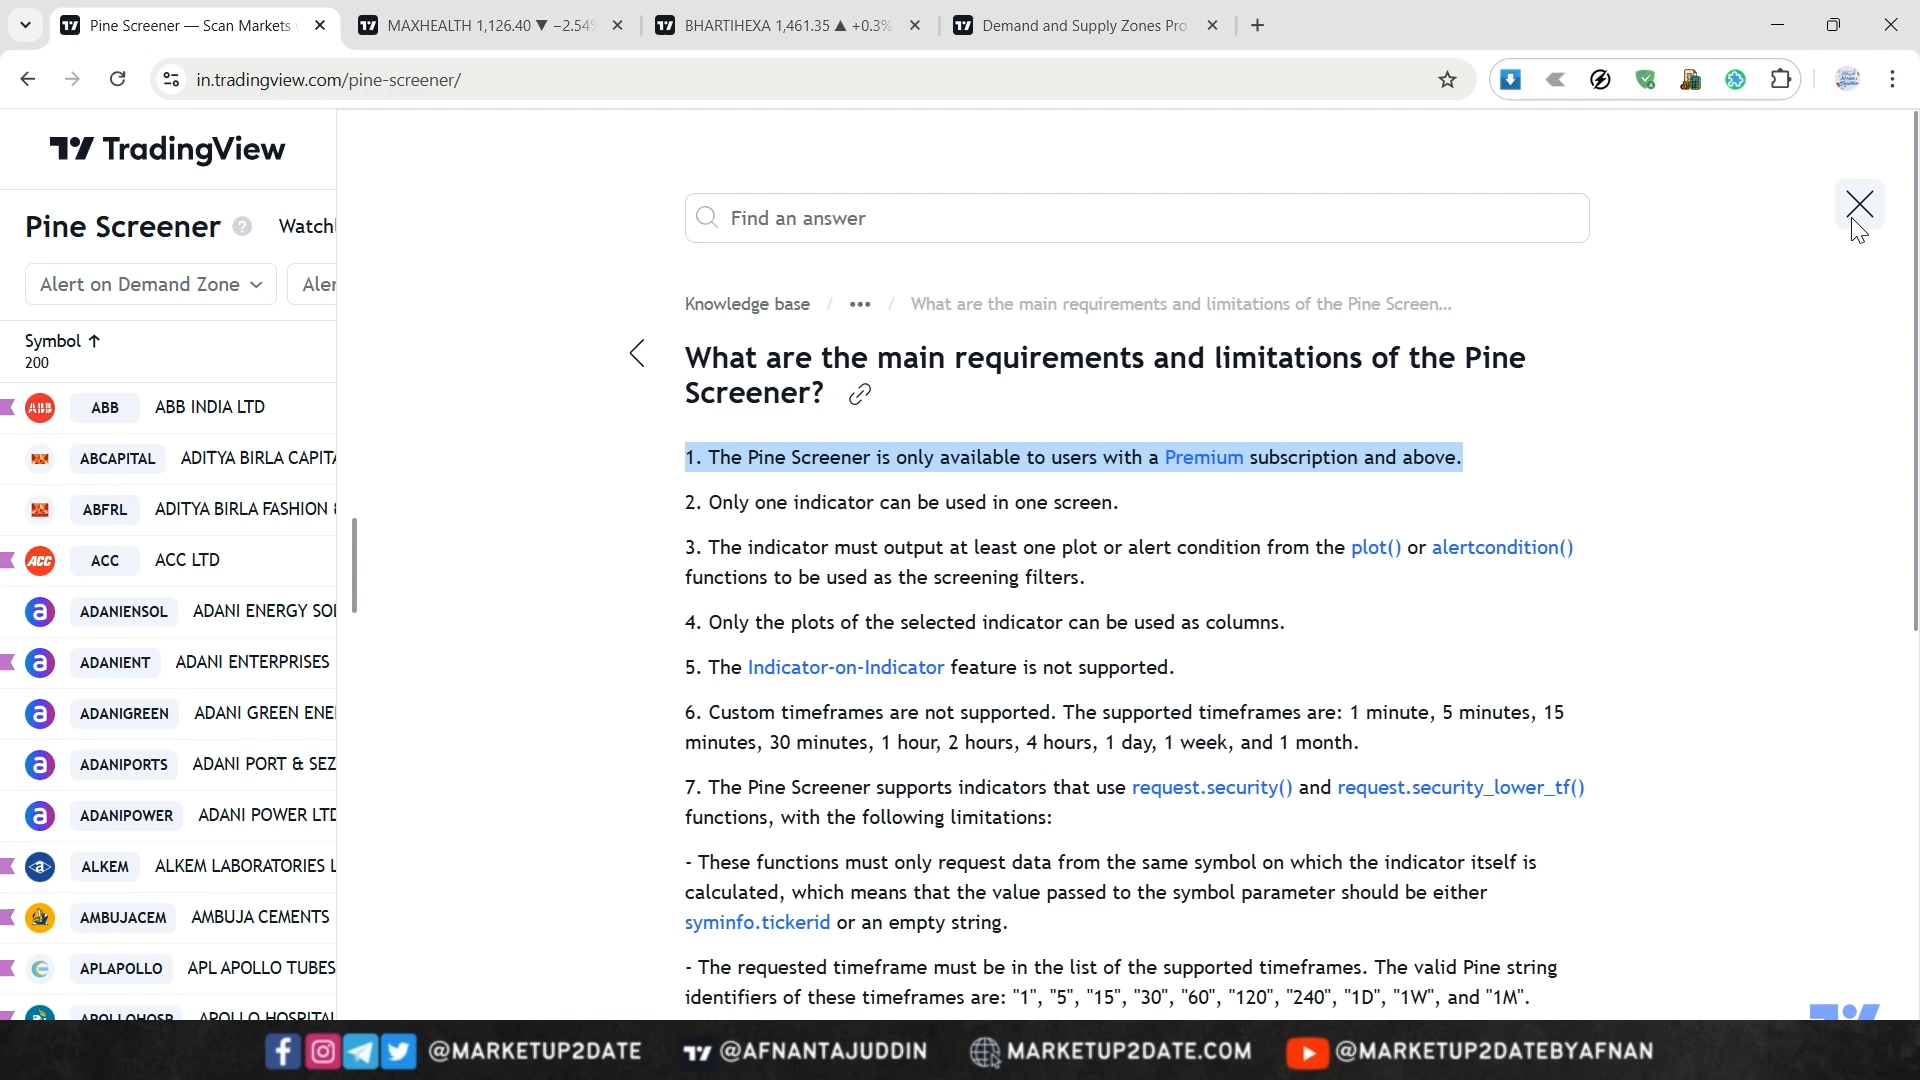 Pine Screener — Scan Markets
MAXHEALTH 1,126.40 ▼ −2.54%
BHARTIHEXA 1,461.35 ▲ +0.3%
Demand and Supply Zones Pro
in.tradingview.com/pine-screener/
TradingView
Pine Screener ? Watchl
Alert on Demand Zone
Aler
Symbol ↑
200
ABB ABB INDIA LTD
ABCAPITAL ADITYA BIRLA CAPITA
ABFRL ADITYA BIRLA FASHION
ACC ACC LTD
ADANIENSOL ADANI ENERGY SO
ADANIENT ADANI ENTERPRISES
ADANIGREEN ADANI GREEN ENE
ADANIPORTS ADANI PORT & SEZ
ADANIPOWER ADANI POWER LTD
ALKEM ALKEM LABORATORIES L
AMBUJACEM AMBUJA CEMENTS
APLAPOLLO APL APOLLO TUBES
APOLLOHOSP APOLLO HOSPITAL
Find an answer
Knowledge base / ••• / What are the main requirements and limitations of the Pine Screen...
What are the main requirements and limitations of the Pine
Screener?
1. The Pine Screener is only available to users with a Premium subscription and above.
2. Only one indicator can be used in one screen.
3. The indicator must output at least one plot or alert condition from the plot() or alertcondition()
functions to be used as the screening filters.
4. Only the plots of the selected indicator can be used as columns.
5. The Indicator-on-Indicator feature is not supported.
6. Custom timeframes are not supported. The supported timeframes are: 1 minute, 5 minutes, 15
minutes, 30 minutes, 1 hour, 2 hours, 4 hours, 1 day, 1 week, and 1 month.
7. The Pine Screener supports indicators that use request.security() and request.security_lower_tf()
functions, with the following limitations:
- These functions must only request data from the same symbol on which the indicator itself is
calculated, which means that the value passed to the symbol parameter should be either
syminfo.tickerid or an empty string.
- The requested timeframe must be in the list of the supported timeframes. The valid Pine string
identifiers of these timeframes are: "1", "5", "15", "30", "60", "120", "240", "1D", "1W", and "1M".
@MARKETUP2DATE
@AFNANTAJUDDIN
MARKETUP2DATE.COM
@MARKETUP2DATEBYAFNAN